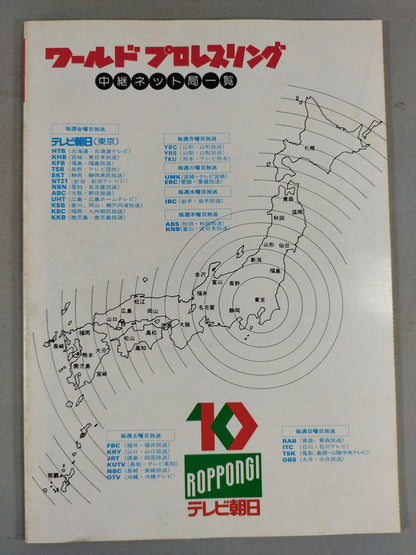 ワールドプロレスリング
中継ネット局一覧
毎週金曜日放送
テレビ朝日(東京)
HTB(北海道・北海道テレビ)
KHB(宮城・東日本放送)
KFB(福島・福島放送)
TSB(長野・テレビ信州)
SKT(静岡・静岡県民放送)
NT21(新潟・新潟テレビ21)
NBN(愛知・名古屋放送)
ABC(大阪・朝日放送)
UHT(広島・広島ホームテレビ)
KSB(香川,岡山・瀬戸内海放送)
KBC(福岡・九州朝日放送)
KKB(鹿児島・鹿児島放送)
毎週月曜日放送
YBC(山形・山形放送)
YBS(山梨・山梨放送)
TKU(熊本・テレビ熊本)
毎週火曜日放送
UMK(宮崎・テレビ宮崎)
EBC(愛媛・愛媛放送)
毎週水曜日放送
IBC(岩手・岩手放送)
毎週木曜日放送
ABS(秋田・秋田放送)
KNB(富山・北日本放送)
札幌
青森
秋田
盛岡
山形
仙台
新潟
福島
金沢
富山
長野
福井
東京
名古屋
静岡
松江
広島
岡山
山口
高松
大阪
松山
高知
福岡
長崎
大分
熊本
鹿児島
宮崎
那覇
10
ROPPONGI
テレビ朝日
毎週土曜日放送
FBC(福井・福井放送)
KRY(山口・山口放送)
JRT(徳島・四国放送)
KUTV(高知・テレビ高知)
NBC(長崎・長崎放送)
OTV(沖縄・沖縄テレビ)
毎週日曜日放送
RAB(青森・青森放送)
ITC(石川・石川テレビ)
TSK(鳥取,島根・山陰中央テレビ)
OBS(大分・大分放送)